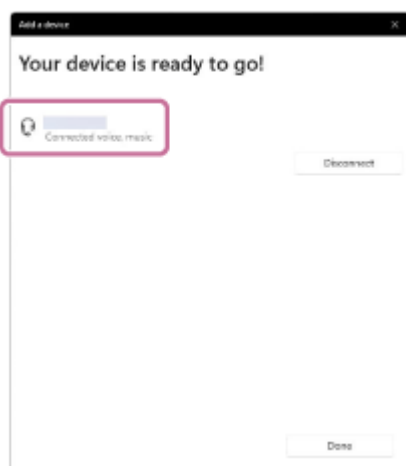 Add a device
Your device is ready to go!
Connected voice, music
Disconnect
Done